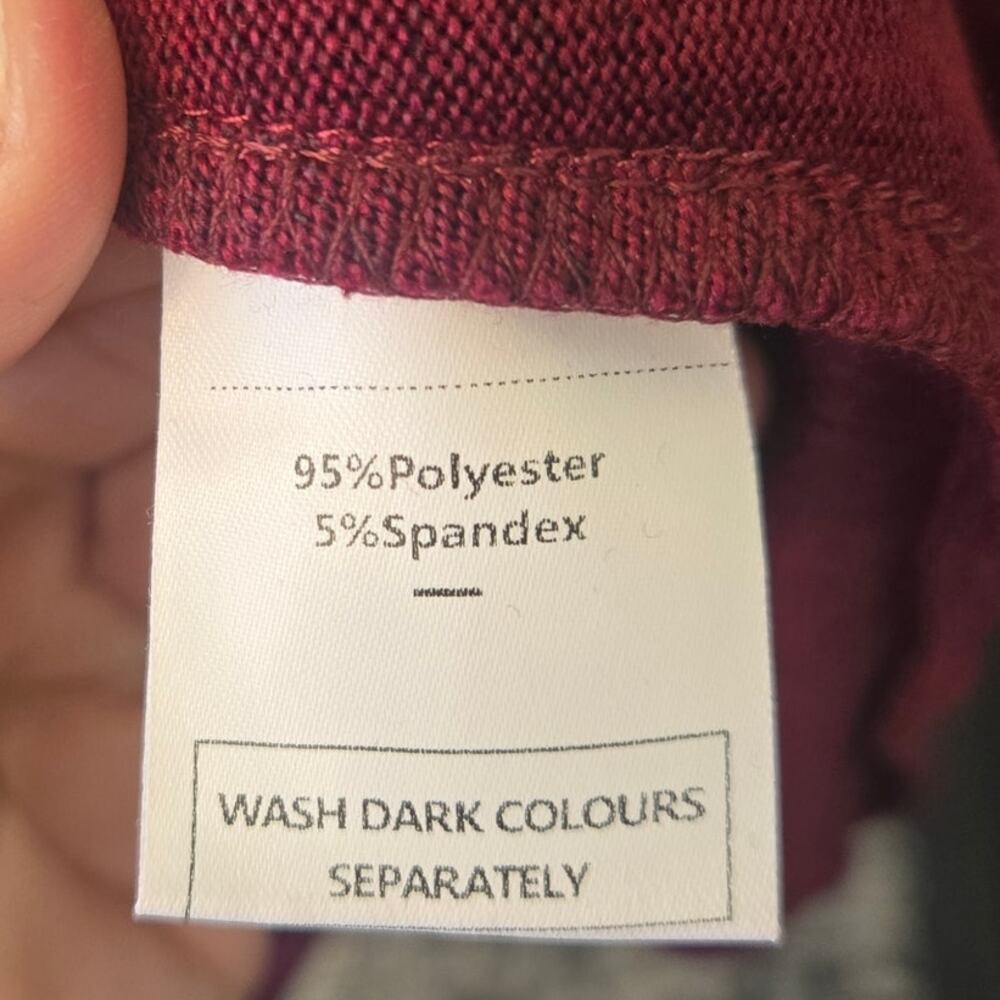 95%Polyester
5%Spandex
WASH DARK COLOURS
SEPARATELY